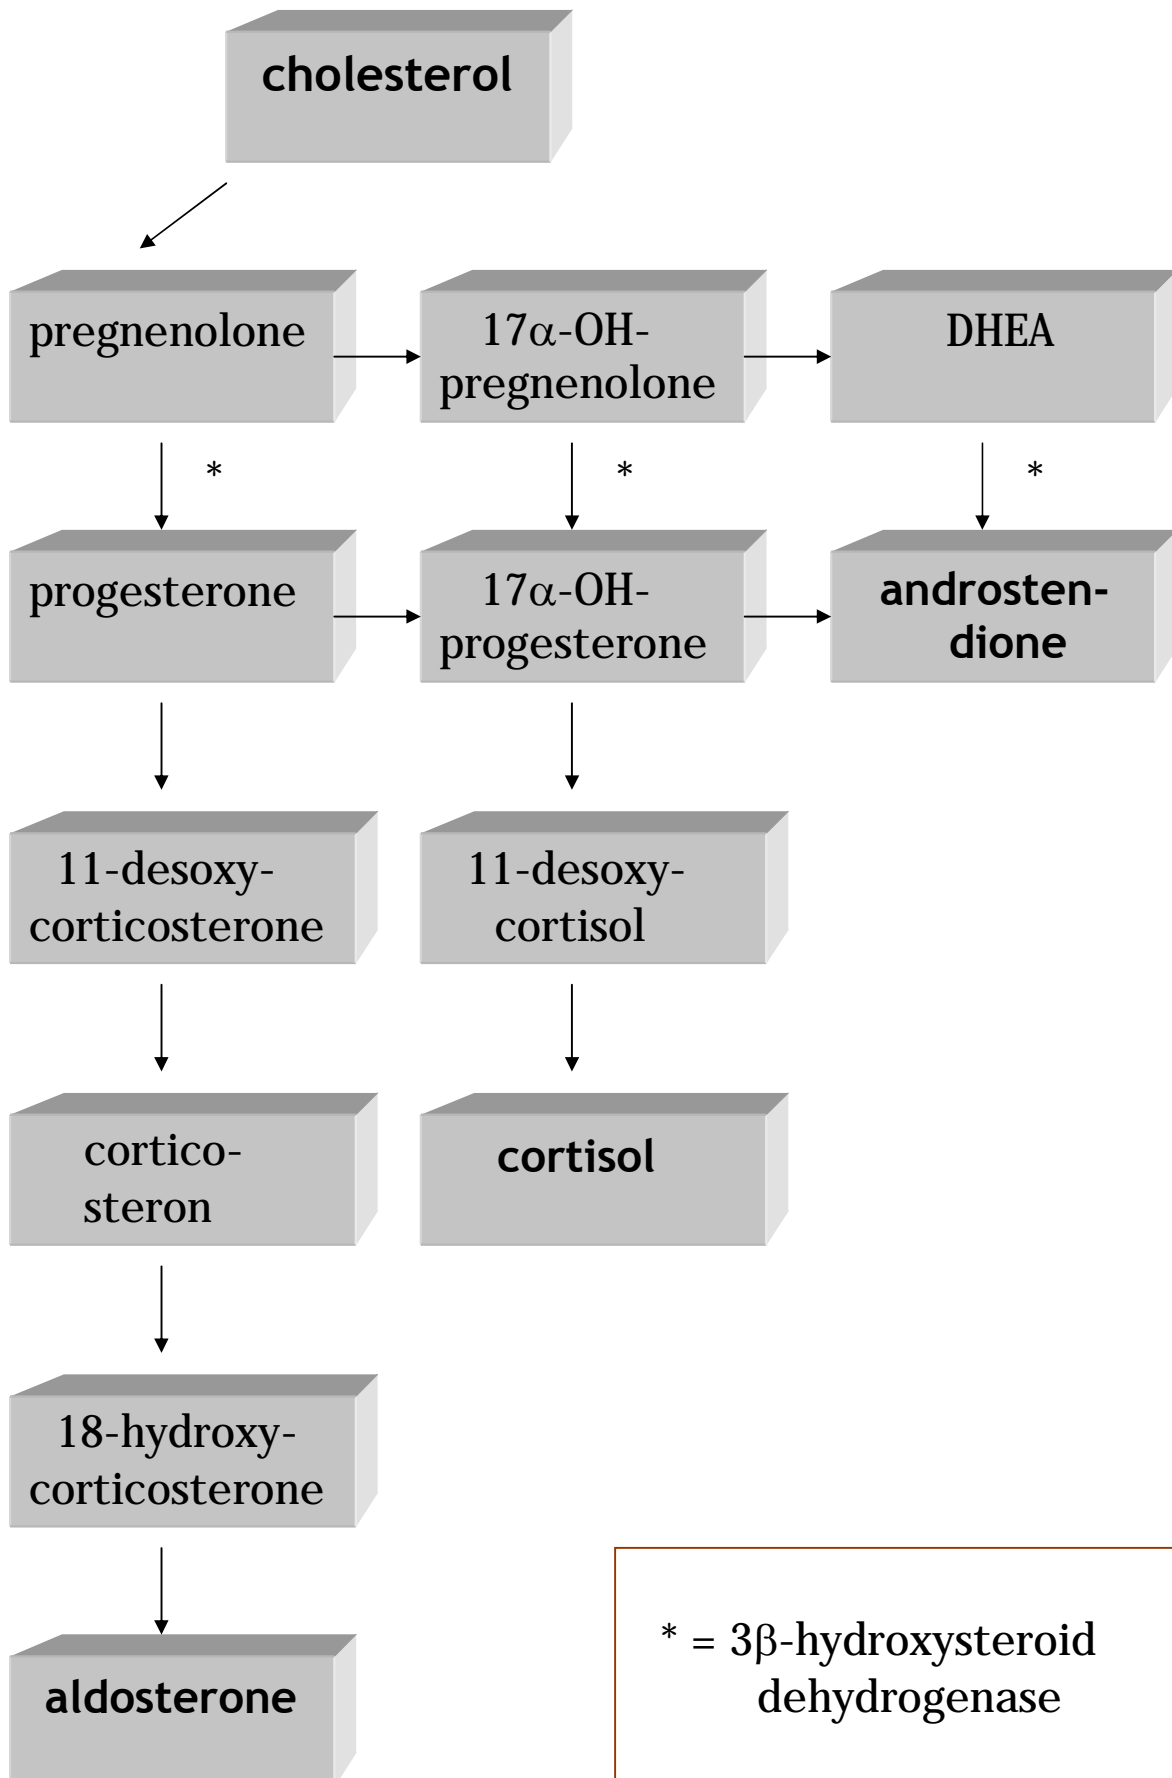 cholesterol
pregnenolone
17α-OH-
pregnenolone
DHEA
*
*
*
progesterone
17α-OH-
progesterone
androsten-
dione
11-desoxy-
corticosterone
11-desoxy-
cortisol
cortico-
steron
cortisol
18-hydroxy-
corticosterone
aldosterone
* = 3β-hydroxysteroid
dehydrogenase